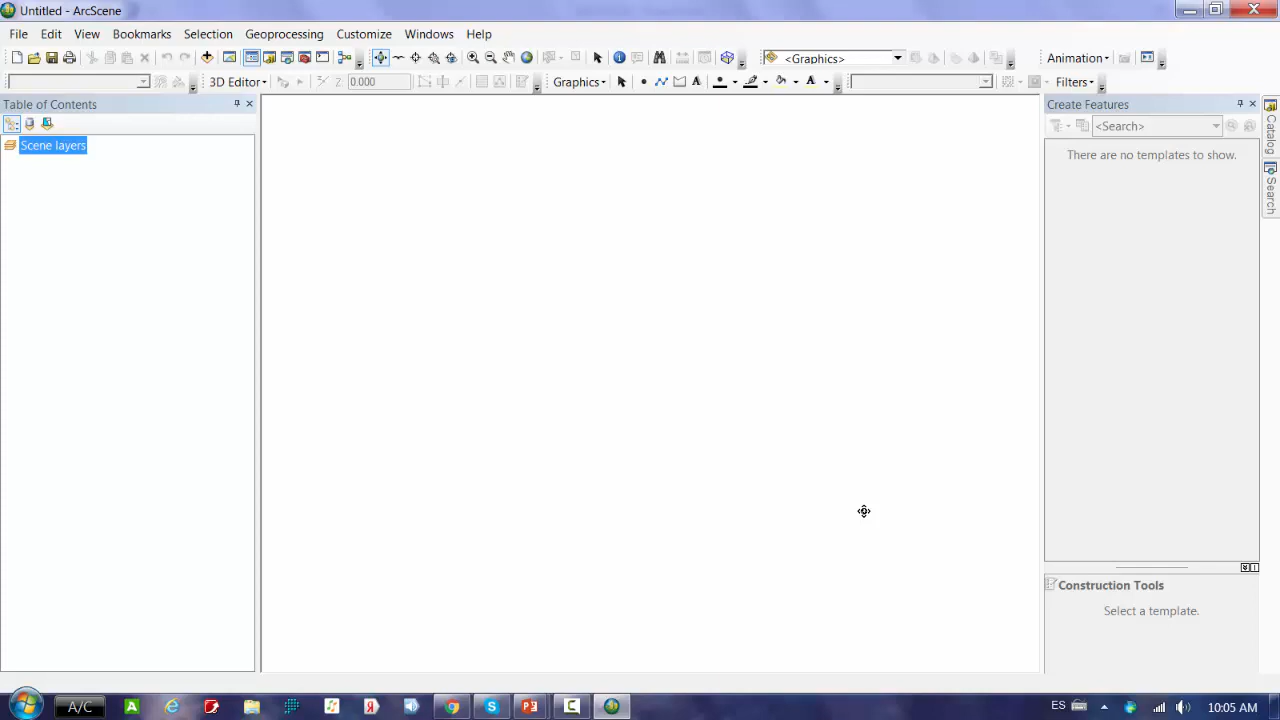 Untitled - ArcScene
File Edit View Bookmarks Selection Geoprocessing Customize Windows Help
<Graphics> Animation
3D Editor Z 0.000 Graphics A A Filters
Table of Contents
Scene layers
Create Features
<Search>
There are no templates to show.
Catalog
Search
Construction Tools
Select a template.
A/C ES 10:05 AM